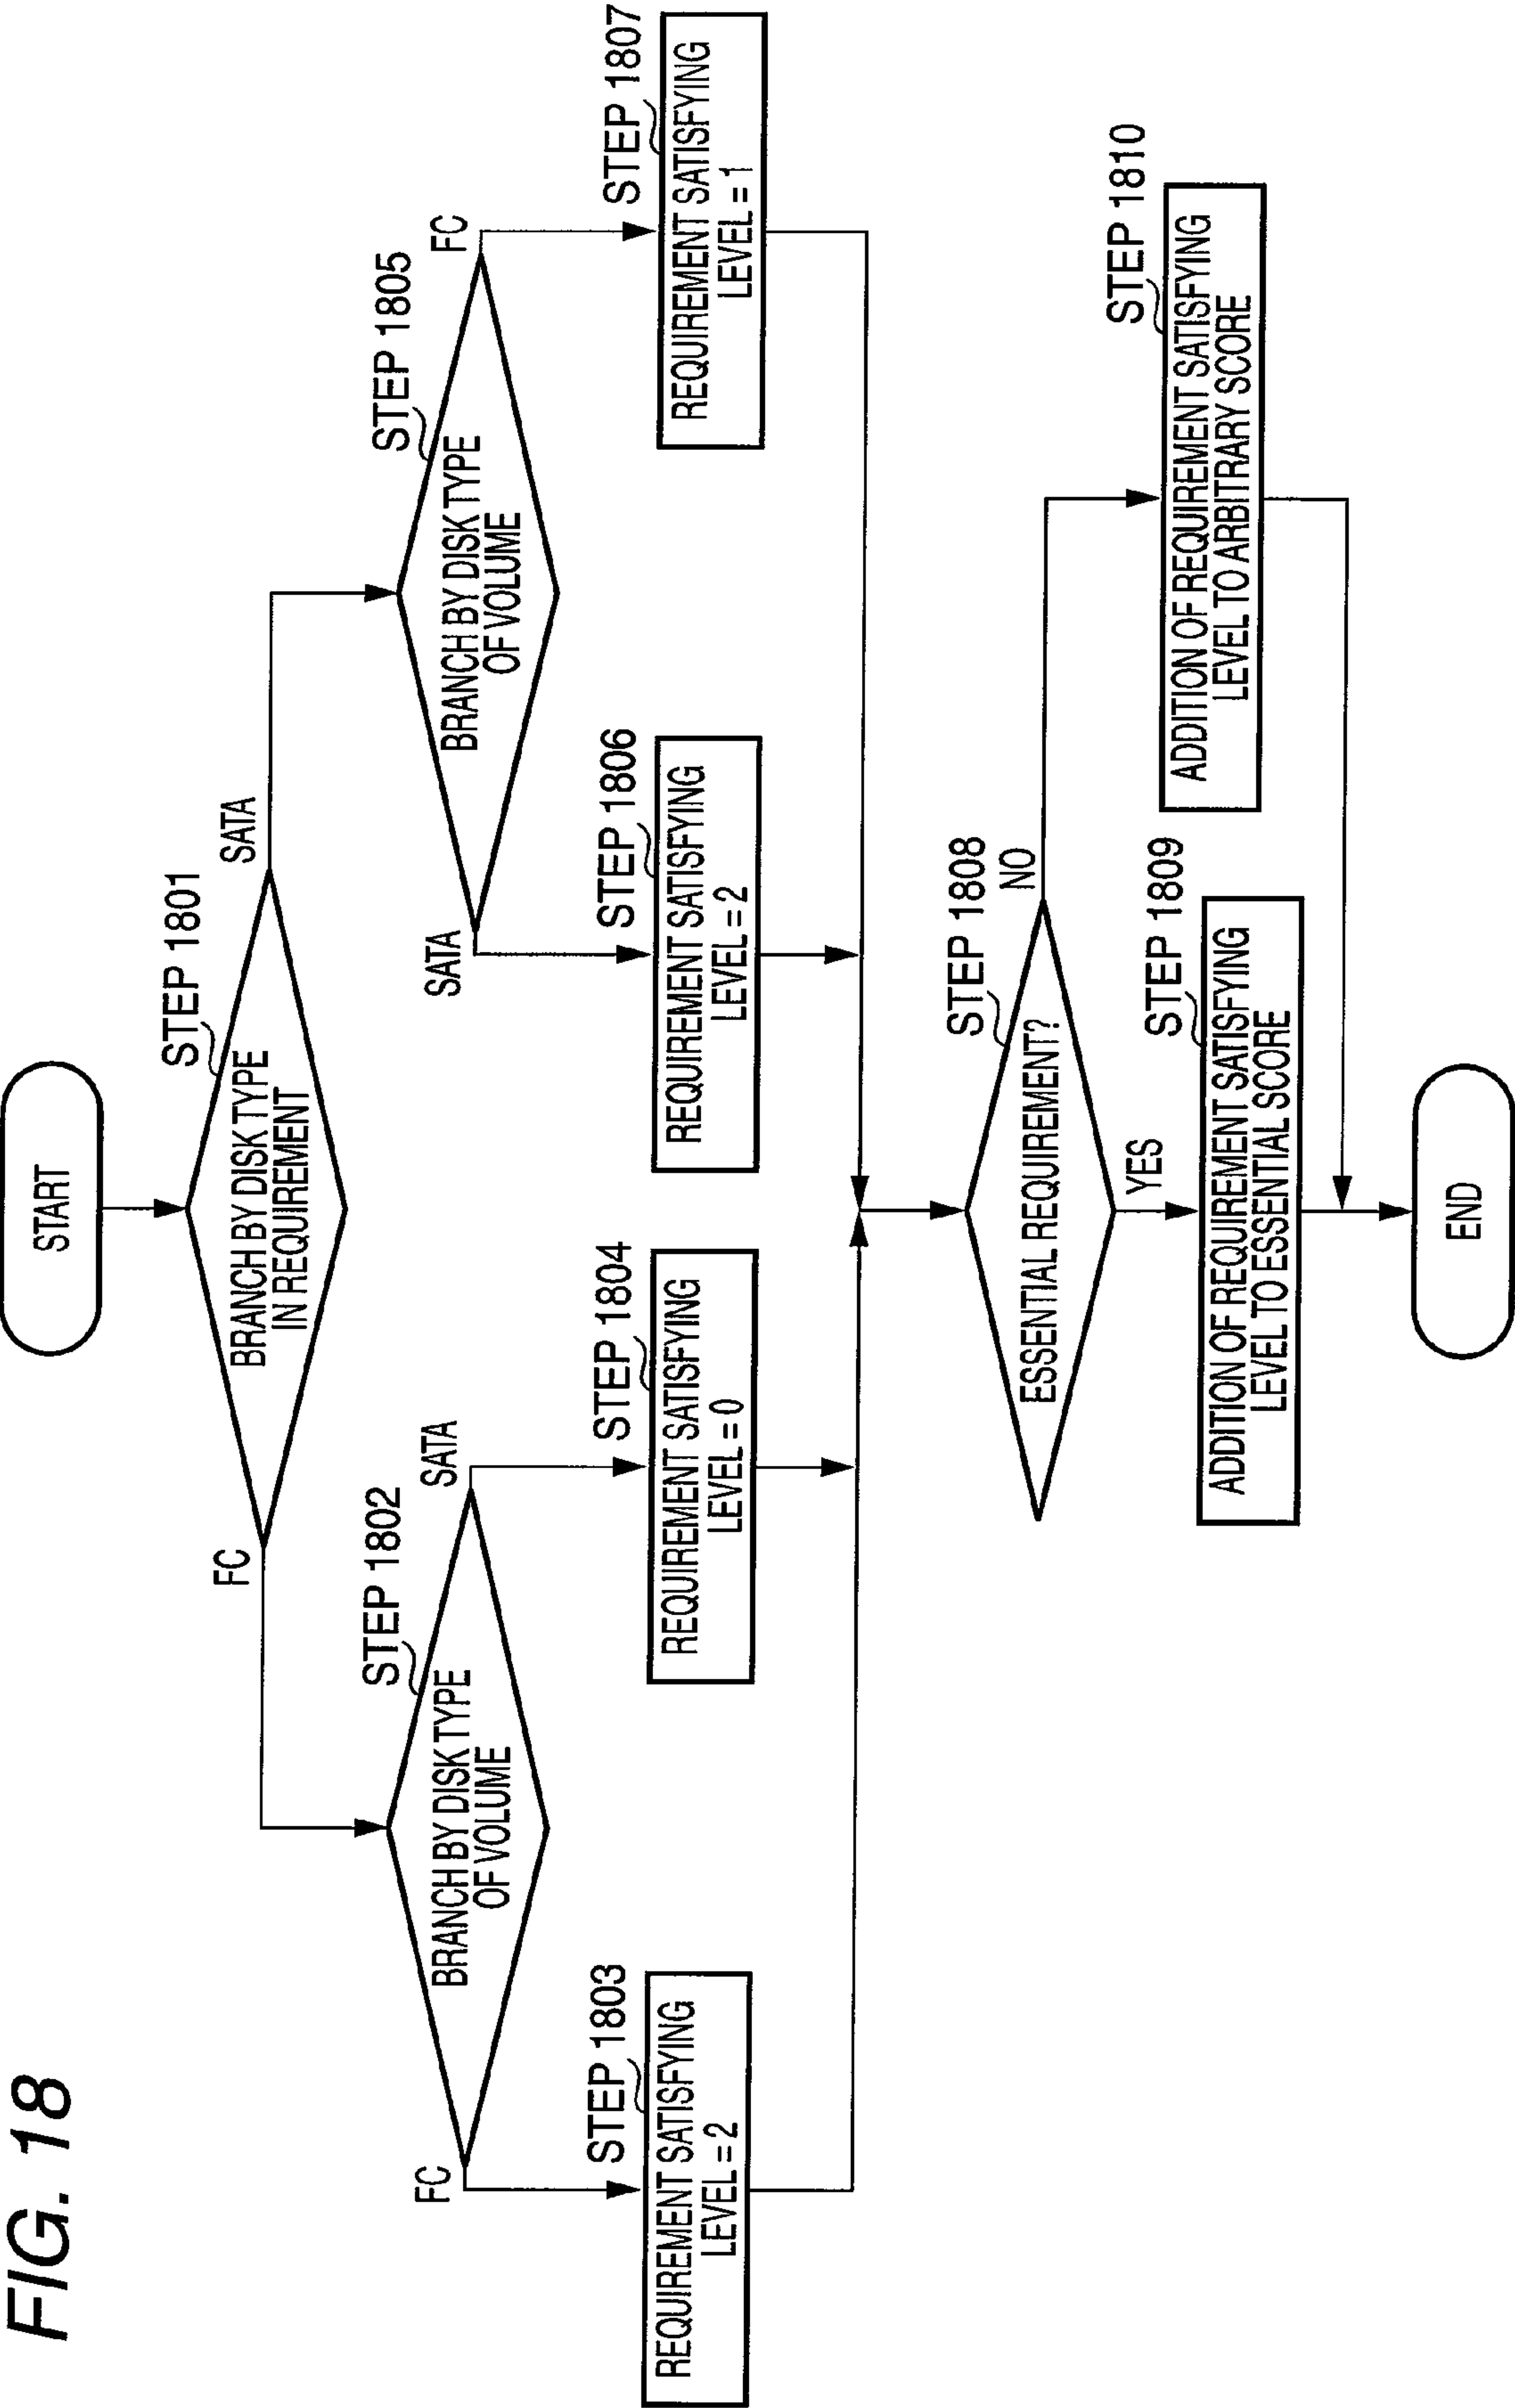 FIG. 18
START
STEP 1801
BRANCH BY DISK TYPE
IN REQUIREMENT
FC
SATA
STEP 1802
BRANCH BY DISK TYPE
OF VOLUME
STEP 1805
BRANCH BY DISK TYPE
OF VOLUME
FC
SATA
SATA
FC
STEP 1803
REQUIREMENT SATISFYING
LEVEL = 2
STEP 1804
REQUIREMENT SATISFYING
LEVEL = 0
STEP 1806
REQUIREMENT SATISFYING
LEVEL = 2
STEP 1807
REQUIREMENT SATISFYING
LEVEL = 1
STEP 1808
ESSENTIAL REQUIREMENT?
NO
YES
STEP 1809
ADDITION OF REQUIREMENT SATISFYING
LEVEL TO ESSENTIAL SCORE
STEP 1810
ADDITION OF REQUIREMENT SATISFYING
LEVEL TO ARBITRARY SCORE
END